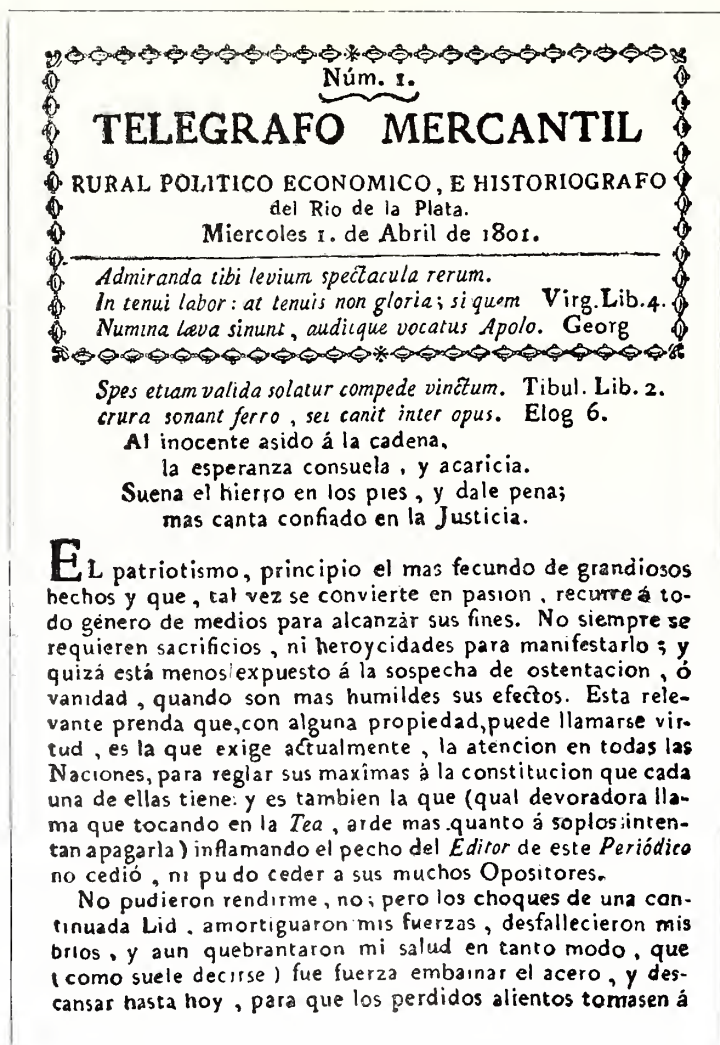 Núm. 1.
TELEGRAFO MERCANTIL
RURAL POLITICO ECONOMICO, E HISTORIOGRAFO
del Rio de la Plata.
Miercoles 1. de Abril de 1801.
Admiranda tibi levium spectacula rerum.
In tenui labor: at tenuis non gloria; si quem Virg. Lib. 4.
Numina læva sinunt, auditque vocatus Apolo. Georg
Spes etiam valida solatur compede vinctum. Tibul. Lib. 2.
crura sonant ferro, sei canit inter opus. Elog 6.
Al inocente asido á la cadena,
la esperanza consuela, y acaricia.
Suena el hierro en los pies, y dale pena;
mas canta confiado en la Justicia.
EL patriotismo, principio el mas fecundo de grandiosos
hechos y que, tal vez se convierte en pasion, recurre á to-
do género de medios para alcanzar sus fines. No siempre se
requieren sacrificios, ni heroycidades para manifestarlo; y
quizá está menos expuesto á la sospecha de ostentacion, ó
vanidad, quando son mas humildes sus efectos. Esta rele-
vante prenda que, con alguna propiedad, puede llamarse vir-
tud, es la que exige actualmente, la atencion en todas las
Naciones, para reglar sus maximas á la constitucion que cada
una de ellas tiene: y es tambien la que (qual devoradora lla-
ma que tocando en la Tea, arde mas quanto á soplos inten-
tan apagarla) inflamando el pecho del Editor de este Periódico
no cedió, ni pudo ceder a sus muchos Opositores.
No pudieron rendirme, no; pero los choques de una con-
tinuada Lid, amortiguaron mis fuerzas, desfallecieron mis
brios, y aun quebrantaron mi salud en tanto modo, que
(como suele decirse) fue fuerza embainar el acero, y des-
cansar hasta hoy, para que los perdidos alientos tomasen á